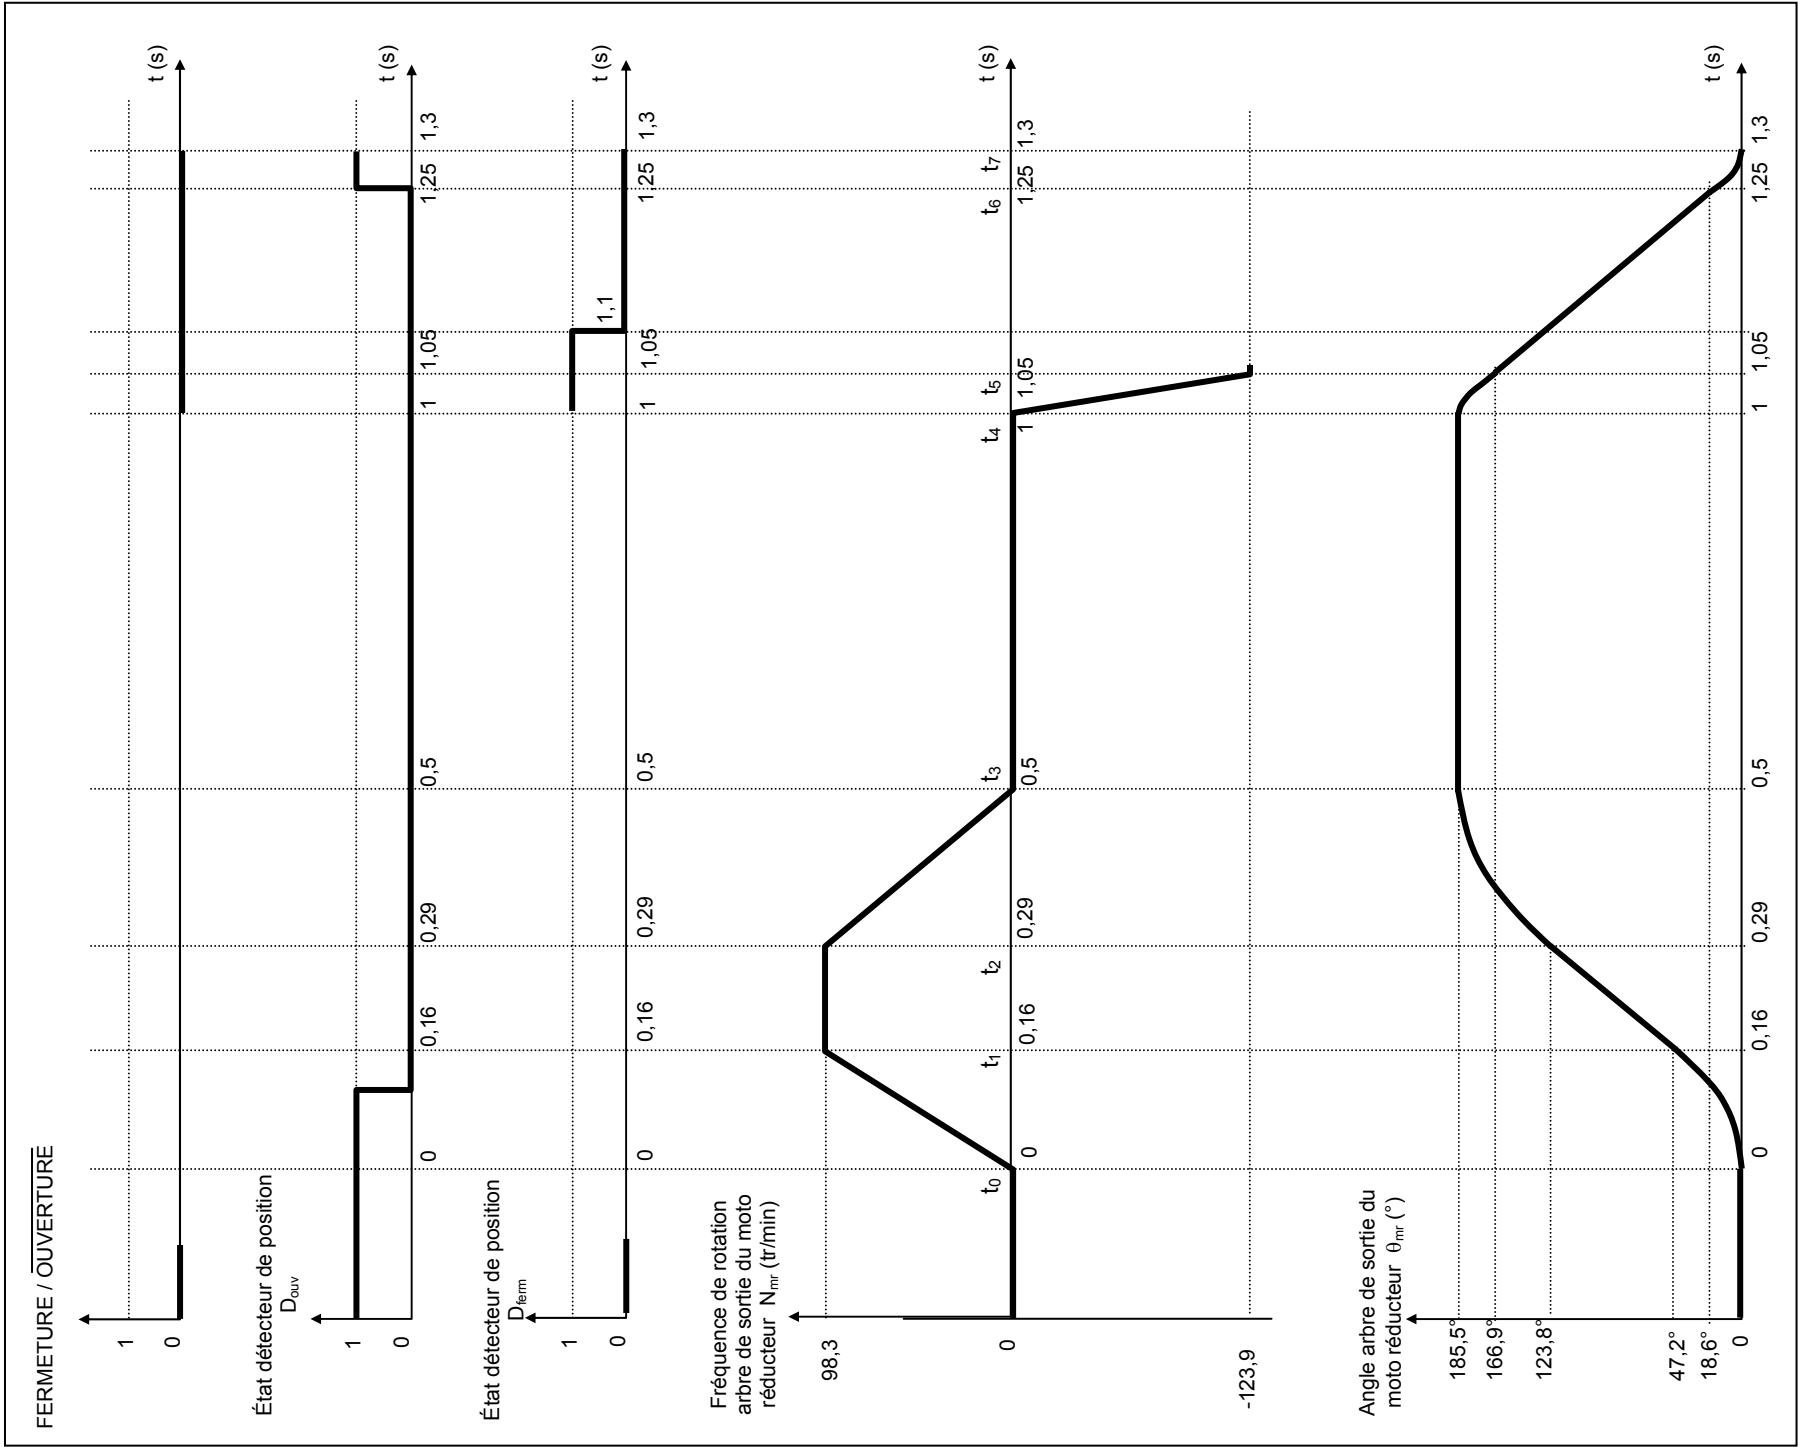 FERMETURE / OUVERTURE
1
0
t (s)
État détecteur de position
Douv
1
0
0
0,16
0,29
0,5
1
1,05
1,25
1,3
t (s)
État détecteur de position
Dferm
1
0
0
0,16
0,29
0,5
1
1,05
1,1
1,25
1,3
t (s)
Fréquence de rotation
arbre de sortie du moto
réducteur Nmr (tr/min)
98,3
0
-123,9
t0
t1
t2
t3
t4
t5
t6
t7
0
0,16
0,29
0,5
1
1,05
1,25
1,3
t (s)
Angle arbre de sortie du
moto réducteur θmr (°)
185,5°
166,9°
123,8°
47,2°
18,6°
0
0
0,16
0,29
0,5
1
1,05
1,25
1,3
t (s)